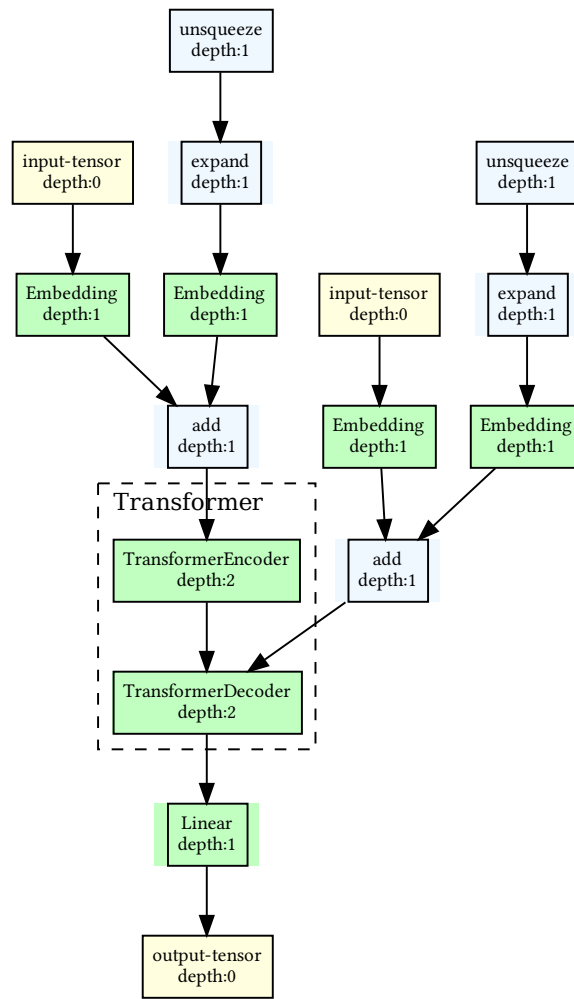 unsqueeze
depth:1
input-tensor
depth:0
expand
depth:1
unsqueeze
depth:1
Embedding
depth:1
Embedding
depth:1
input-tensor
depth:0
expand
depth:1
add
depth:1
Embedding
depth:1
Embedding
depth:1
Transformer
TransformerEncoder
depth:2
add
depth:1
TransformerDecoder
depth:2
Linear
depth:1
output-tensor
depth:0